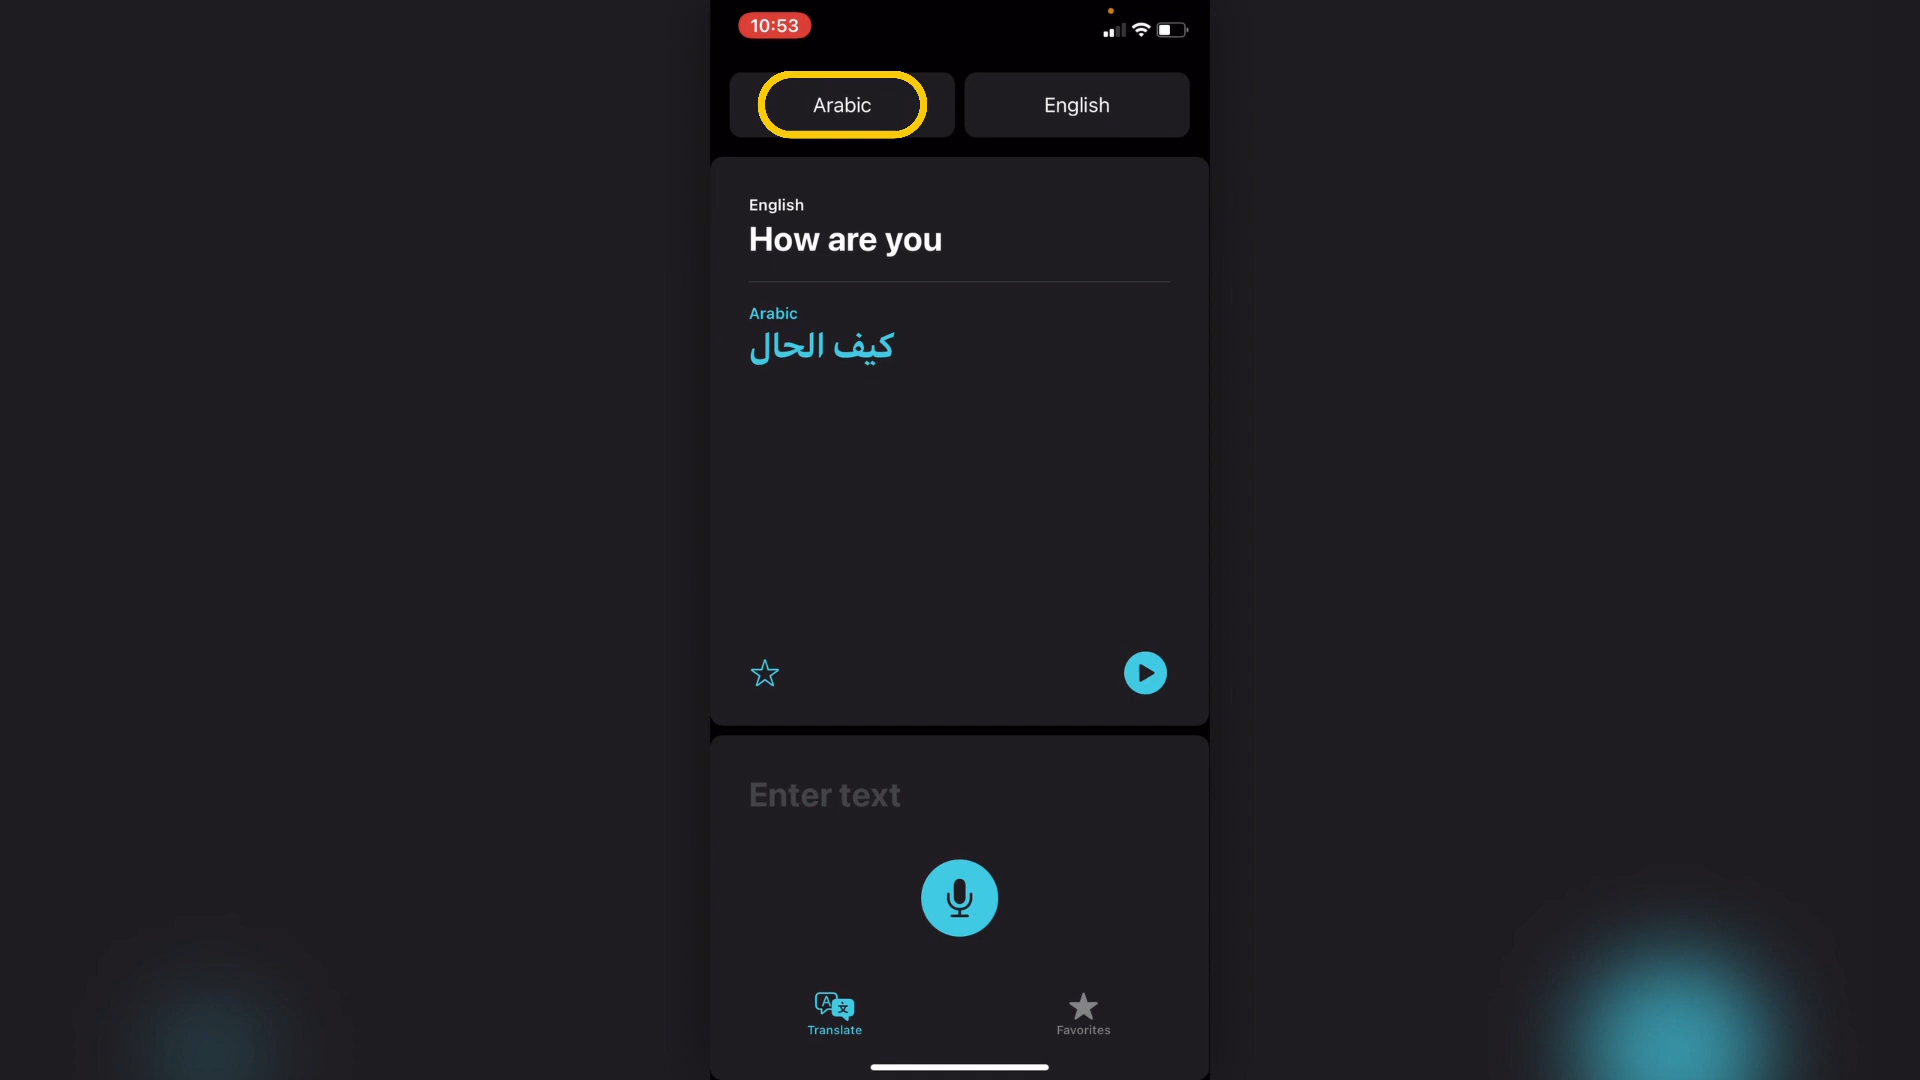 10:53
Arabic
English
English
How are you
Arabic
كيف الحال
Enter text
Translate
Favorites